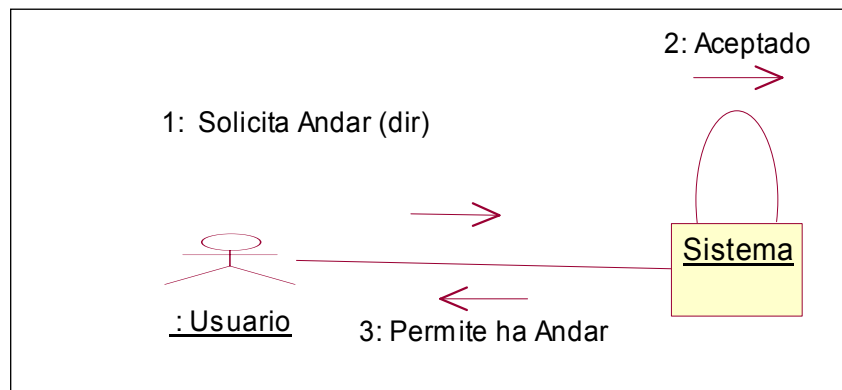 2: Aceptado
1: Solicita Andar (dir)
Sistema
: Usuario
3: Permite ha Andar